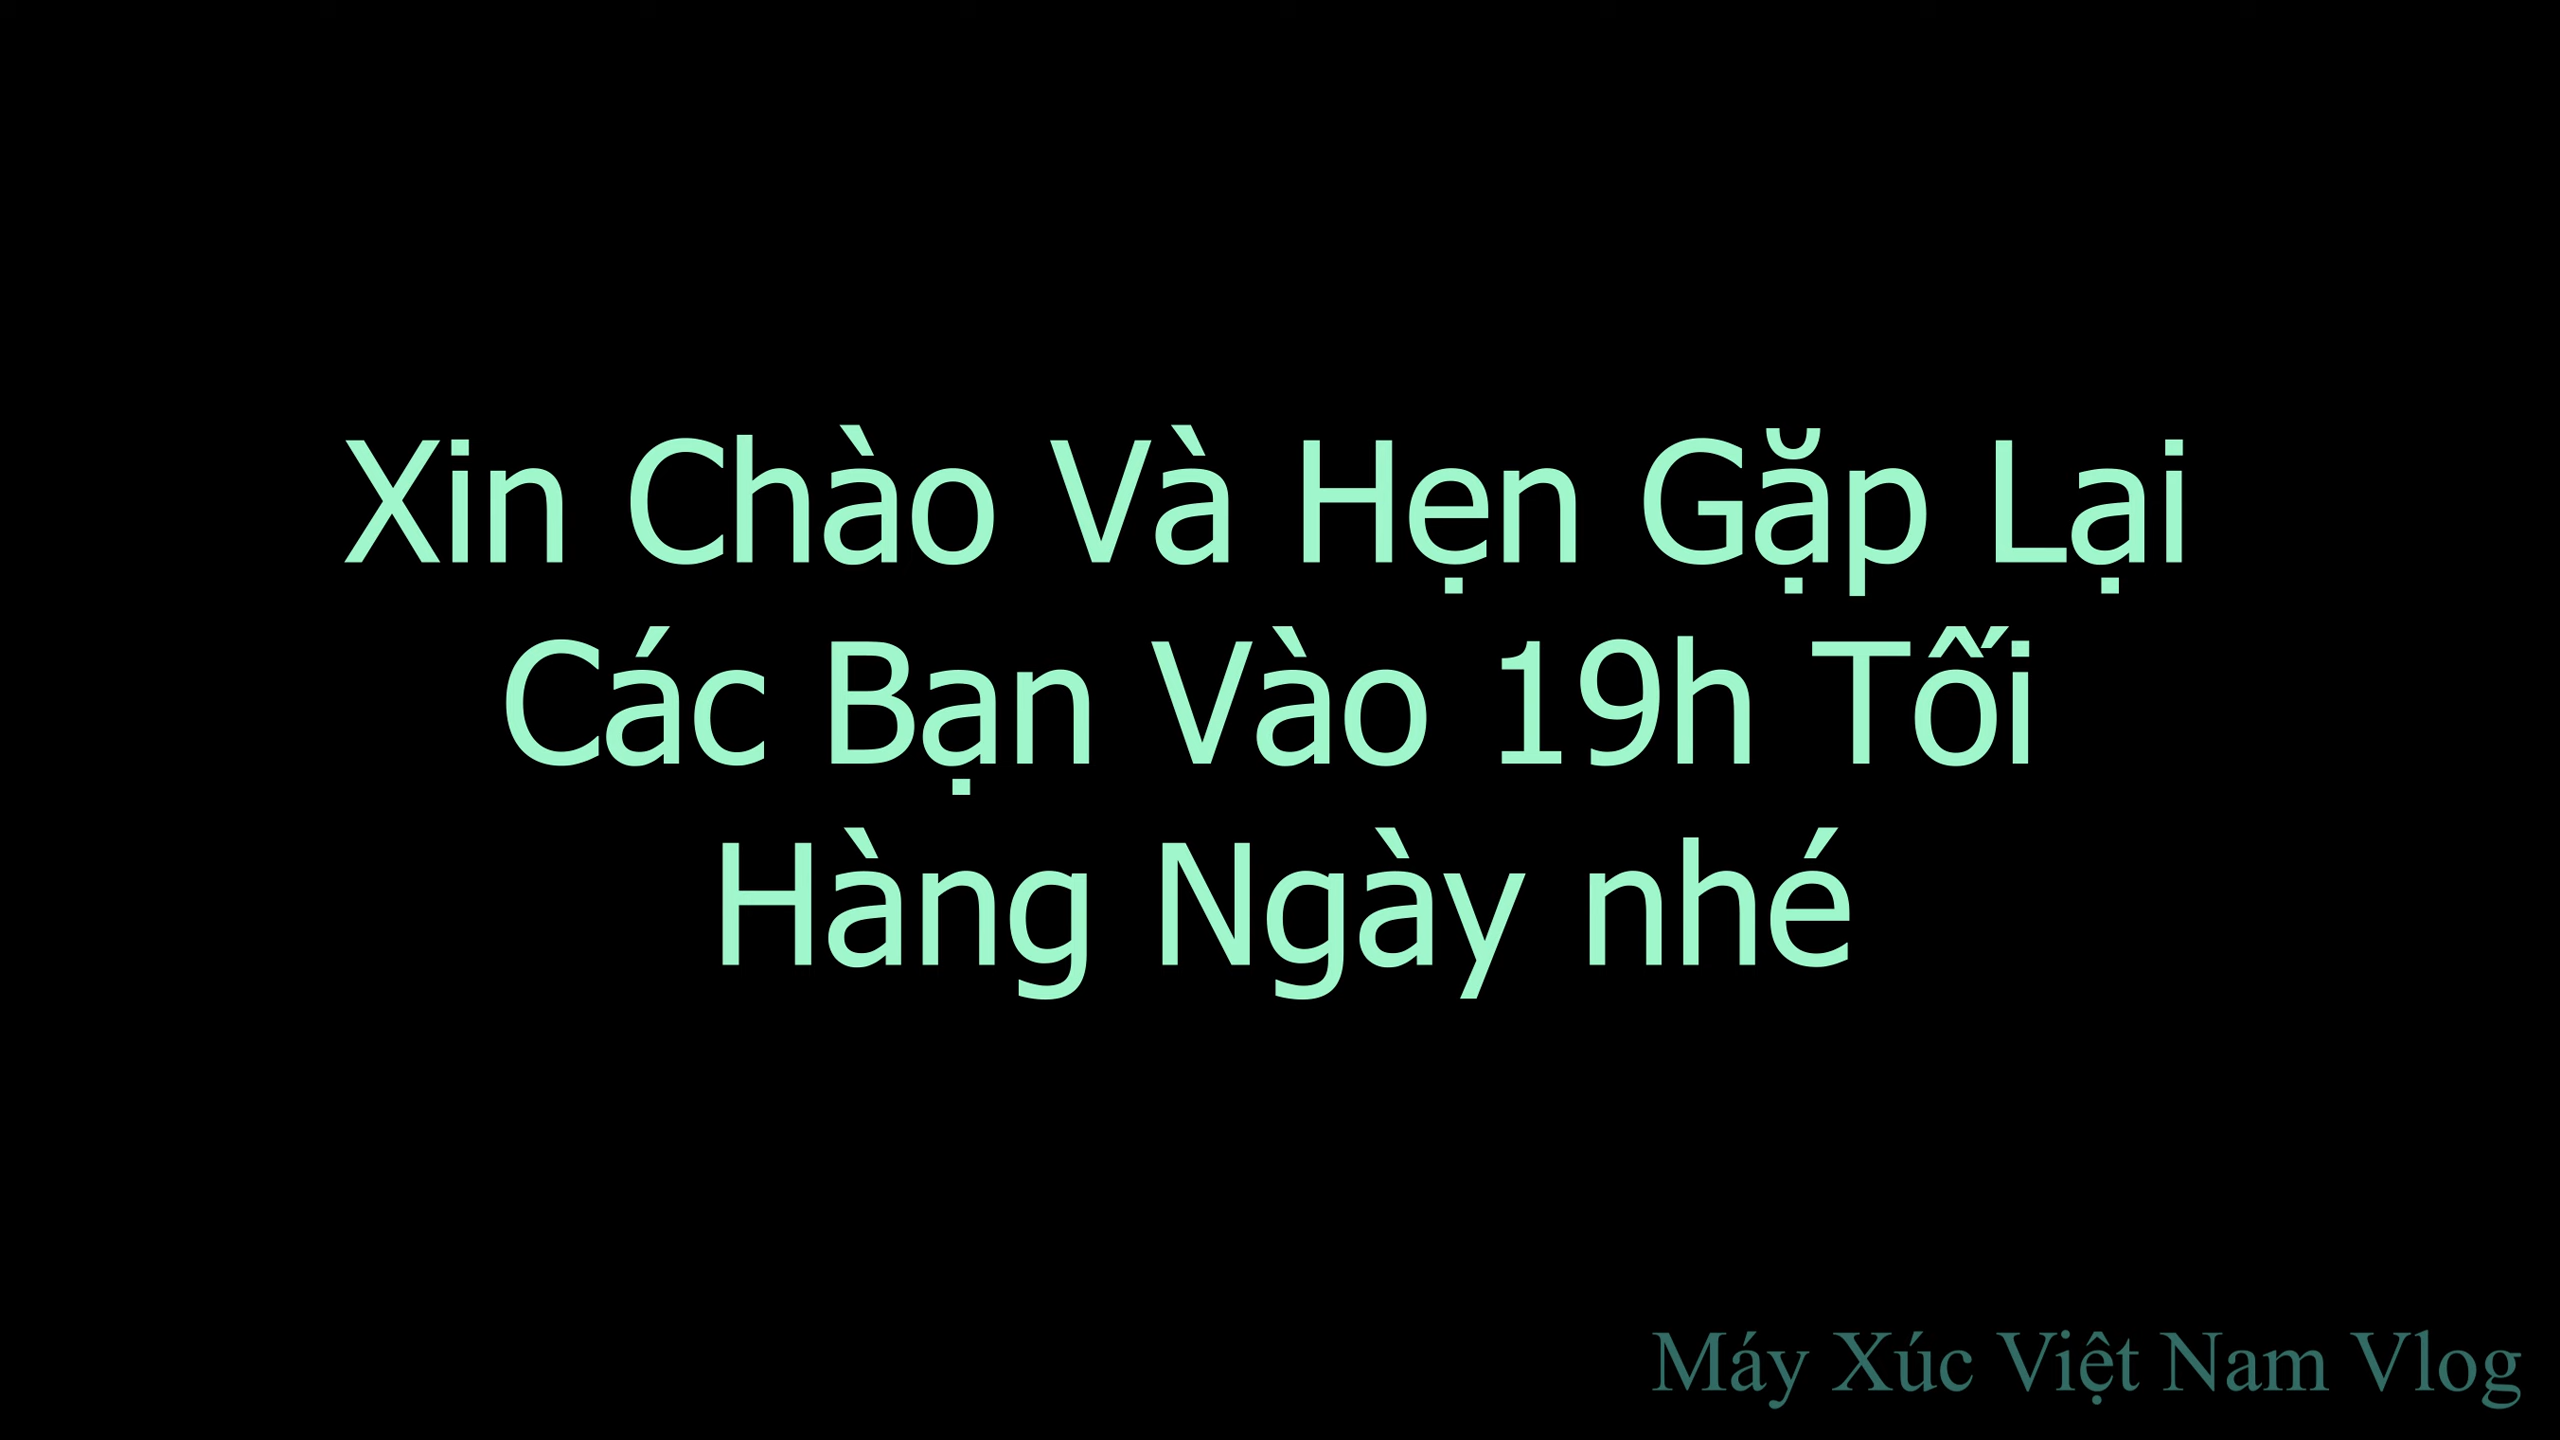 Xin Chào Và Hẹn Gặp Lại
Các Bạn Vào 19h Tối
Hàng Ngày nhé
Máy Xúc Việt Nam Vlog